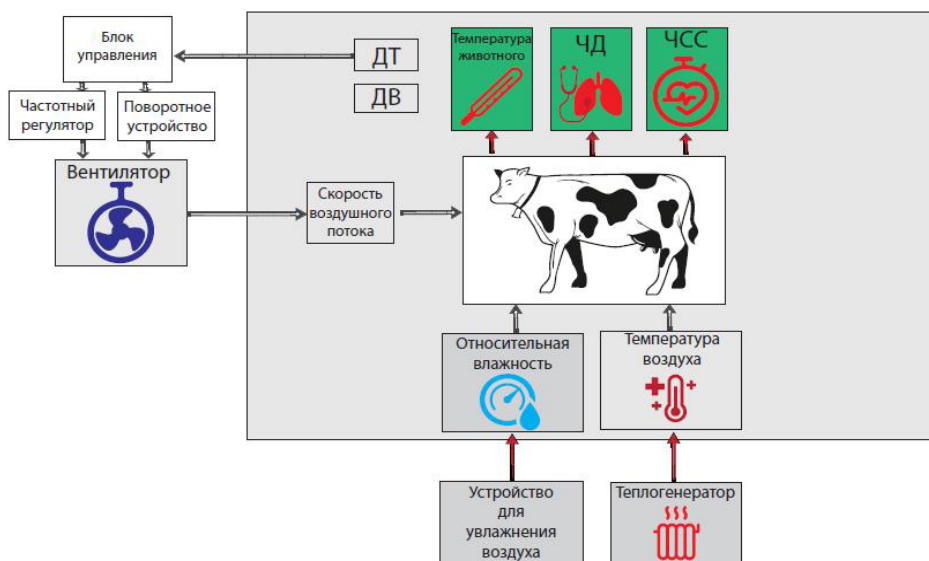 Блок
управления
ДТ
ДВ
Температура
животного
ЧД
ЧСС
Частотный
регулятор
Поворотное
устройство
Вентилятор
Скорость
воздушного
потока
Относительная
влажность
Температура
воздуха
Устройство
для
увлажнения
воздуха
Теплогенератор